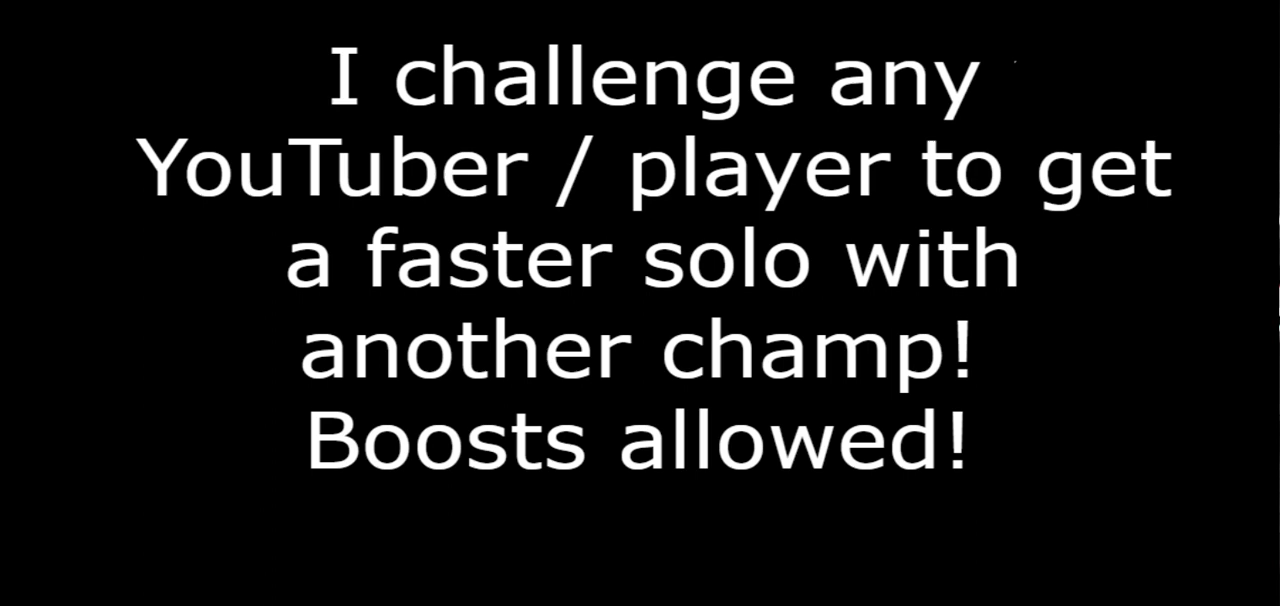 I challenge any
YouTuber / player to get
a faster solo with
another champ!
Boosts allowed!